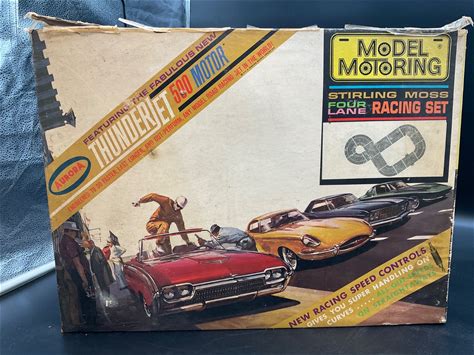 FEATURING THE FABULOUS NEW
THUNDERJET 500 MOTOR
AURORA
MODEL
MOTORING
STIRLING MOSS
FOUR
LANE RACING SET
NEW RACING SPEED CONTROLS
GIVES YOU SUPER HANDLING ON
CURVES